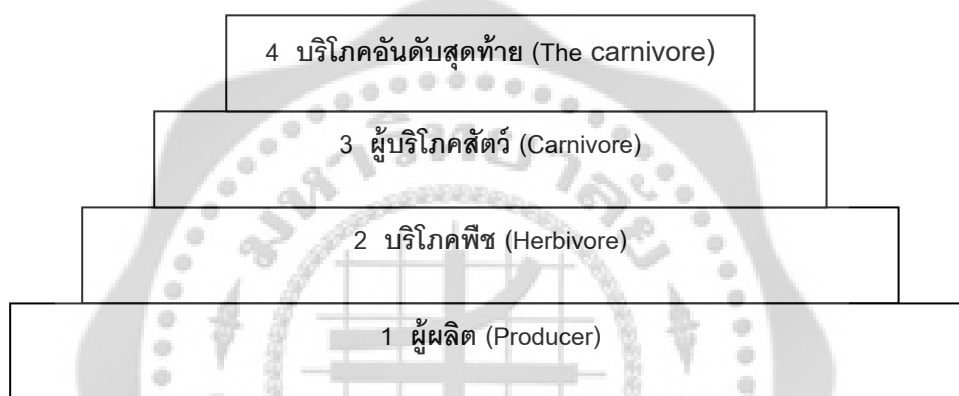 4 บริโภคอันดับสุดท้าย (The carnivore)
3 ผู้บริโภคสัตว์ (Carnivore)
2 บริโภคพืช (Herbivore)
1 ผู้ผลิต (Producer)